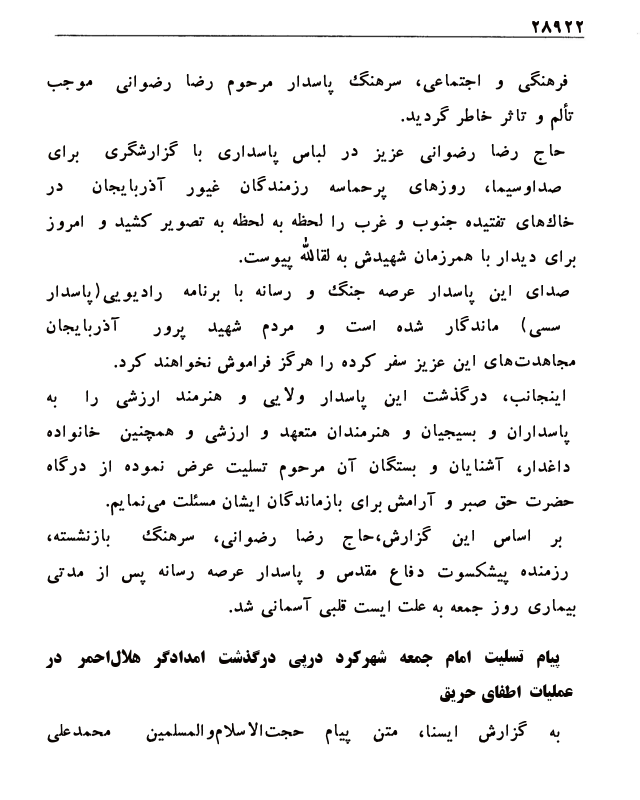 ۲۸۹۲۲
فرهنگی و اجتماعی، سرهنگ پاسدار مرحوم رضا رضوانی موجب
تألم و تاثر خاطر گردید.
حاج رضا رضوانی عزیز در لباس پاسداری با گزارشگری برای
صداوسیما، روزهای پرحماسه رزمندگان غیور آذربایجان در
خاك‌های تفتیده جنوب و غرب را لحظه به لحظه به تصویر کشید و امروز
برای دیدار با همرزمان شهیدش به لقاالله پیوست.
صدای این پاسدار عرصه جنگ و رسانه با برنامه رادیویی(پاسدار
سسی) ماندگار شده است و مردم شهید پرور آذربایجان
مجاهدت‌های این عزیز سفر کرده را هرگز فراموش نخواهند کرد.
اینجانب، درگذشت این پاسدار ولایی و هنرمند ارزشی را به
پاسداران و بسیجیان و هنرمندان متعهد و ارزشی و همچنین خانواده
داغدار، آشنایان و بستگان آن مرحوم تسلیت عرض نموده از درگاه
حضرت حق صبر و آرامش برای بازماندگان ایشان مسئلت می‌نمایم.
بر اساس این گزارش،حاج رضا رضوانی، سرهنگ بازنشسته،
رزمنده پیشکسوت دفاع مقدس و پاسدار عرصه رسانه پس از مدتی
بیماری روز جمعه به علت ایست قلبی آسمانی شد.
پیام تسلیت امام جمعه شهرکرد درپی درگذشت امدادگر هلال‌احمر در
عملیات اطفای حریق
به گزارش ایسنا، متن پیام حجت‌الاسلام‌والمسلمین محمدعلی